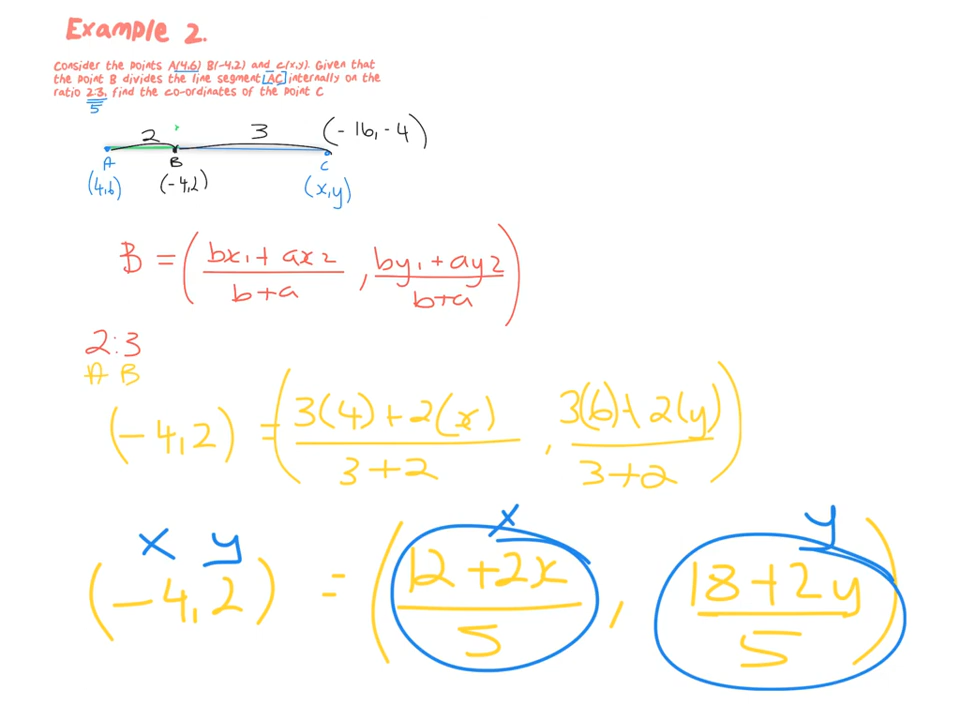 Example 2.
Consider the points A(4,6) B(-4,2) and c(x,y). Given that
the point B divides the line segment [AC] internally on the
ratio 2:3, find the co-ordinates of the point C
5
2 3 (-16,-4)
A B C
(4,6) (-4,2) (x,y)
B = (bx1 + ax2 / b+a , by1 + ay2 / b+a)
2:3
A B
(-4,2) = (3(4)+2(x) / 3+2 , 3(6)+2(y) / 3+2)
x y x y
(-4,2) = (12+2x / 5 , 18+2y / 5)